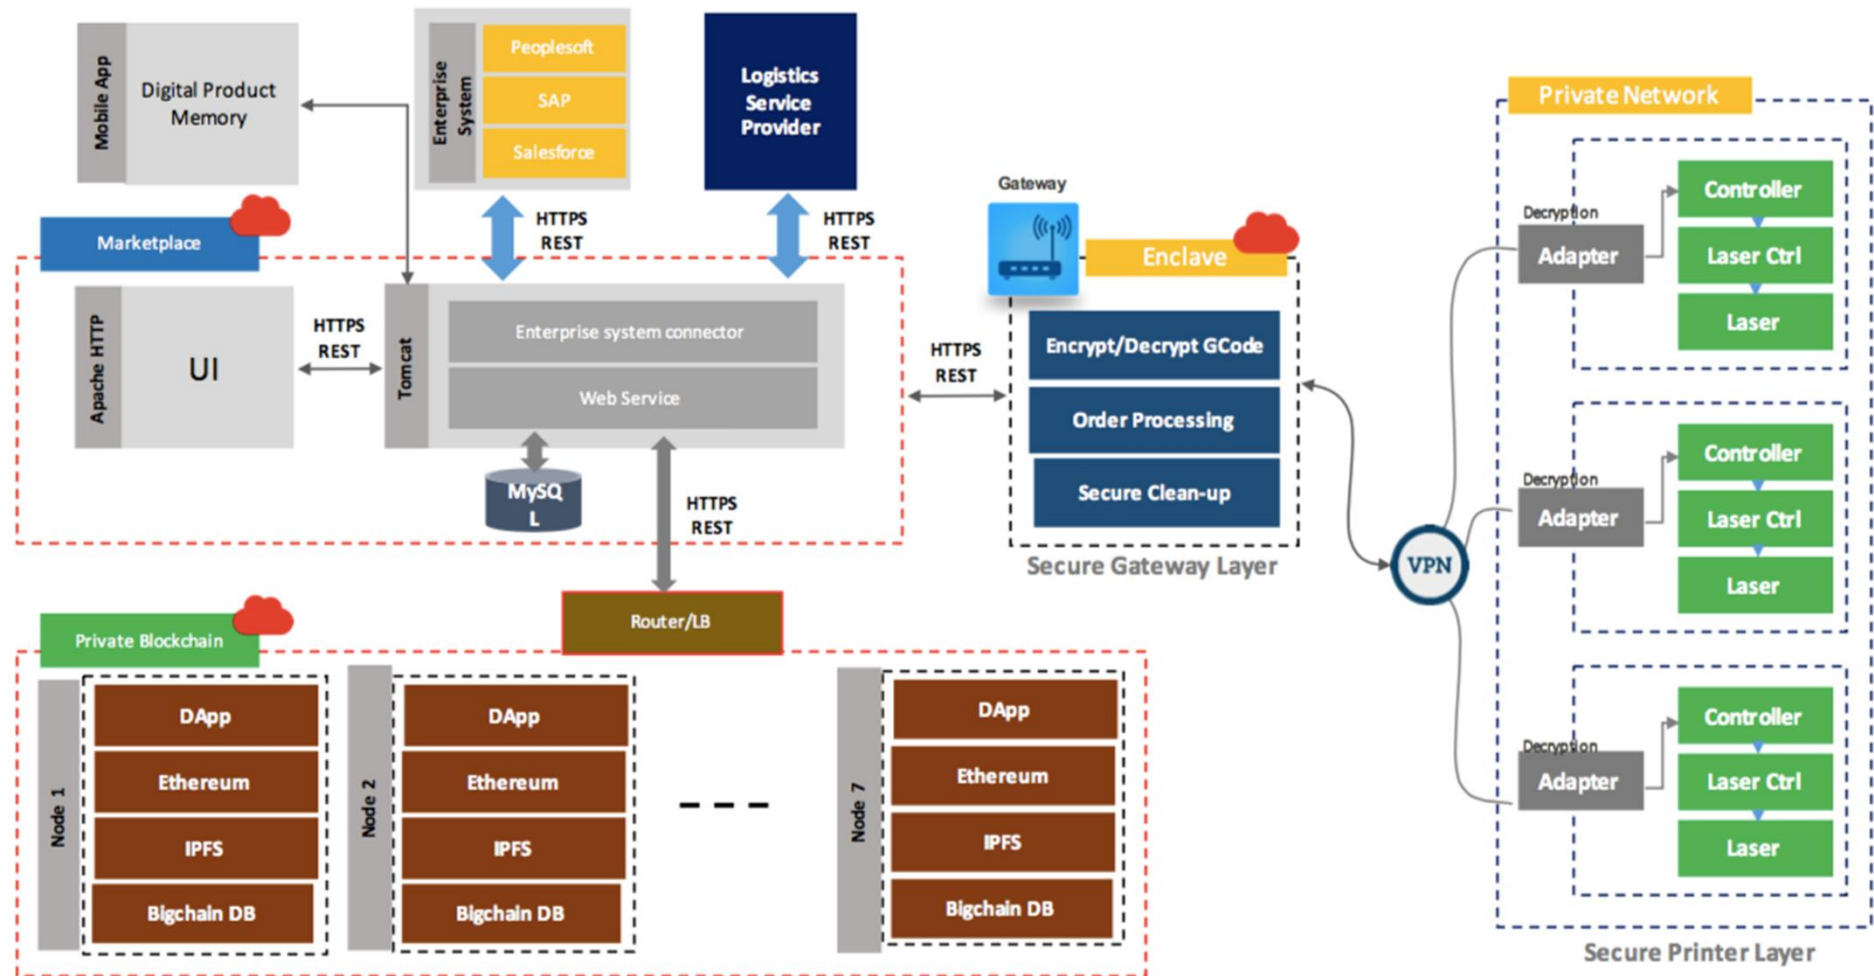 Mobile App
Digital Product
Memory
Enterprise
System
Peoplesoft
SAP
Salesforce
Logistics
Service
Provider
HTTPS
REST
HTTPS
REST
Marketplace
Apache HTTP
UI
HTTPS
REST
Tomcat
Enterprise system connector
Web Service
MySQ
L
HTTPS
REST
HTTPS
REST
Gateway
Enclave
Encrypt/Decrypt GCode
Order Processing
Secure Clean-up
Secure Gateway Layer
VPN
Private Network
Decryption
Adapter
Controller
Laser Ctrl
Laser
Decryption
Adapter
Controller
Laser Ctrl
Laser
Decryption
Adapter
Controller
Laser Ctrl
Laser
Secure Printer Layer
Router/LB
Private Blockchain
Node 1
DApp
Ethereum
IPFS
Bigchain DB
Node 2
DApp
Ethereum
IPFS
Bigchain DB
Node 7
DApp
Ethereum
IPFS
Bigchain DB